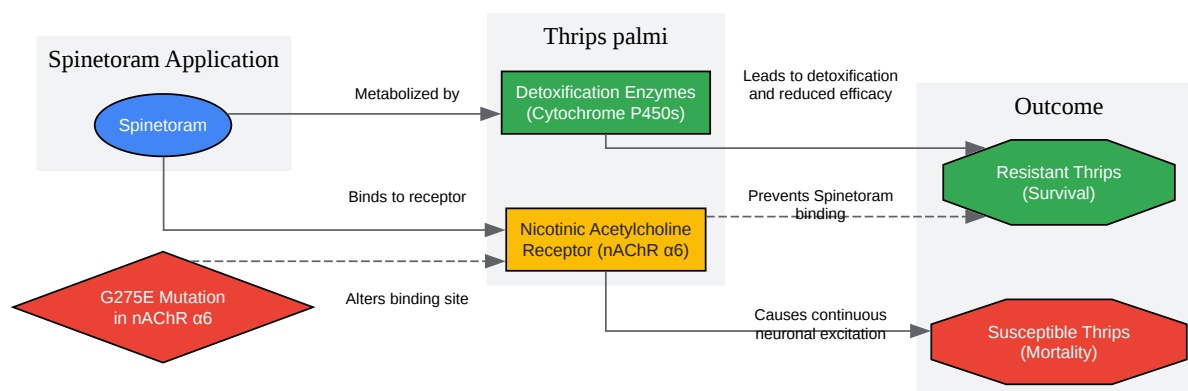 Spinetoram Application
Spinetoram
Metabolized by
Binds to receptor
G275E Mutation
in nAChR α6
Alters binding site
Thrips palmi
Detoxification Enzymes
(Cytochrome P450s)
Nicotinic Acetylcholine
Receptor (nAChR α6)
Leads to detoxification
and reduced efficacy
Prevents Spinetoram
binding
Causes continuous
neuronal excitation
Outcome
Resistant Thrips
(Survival)
Susceptible Thrips
(Mortality)